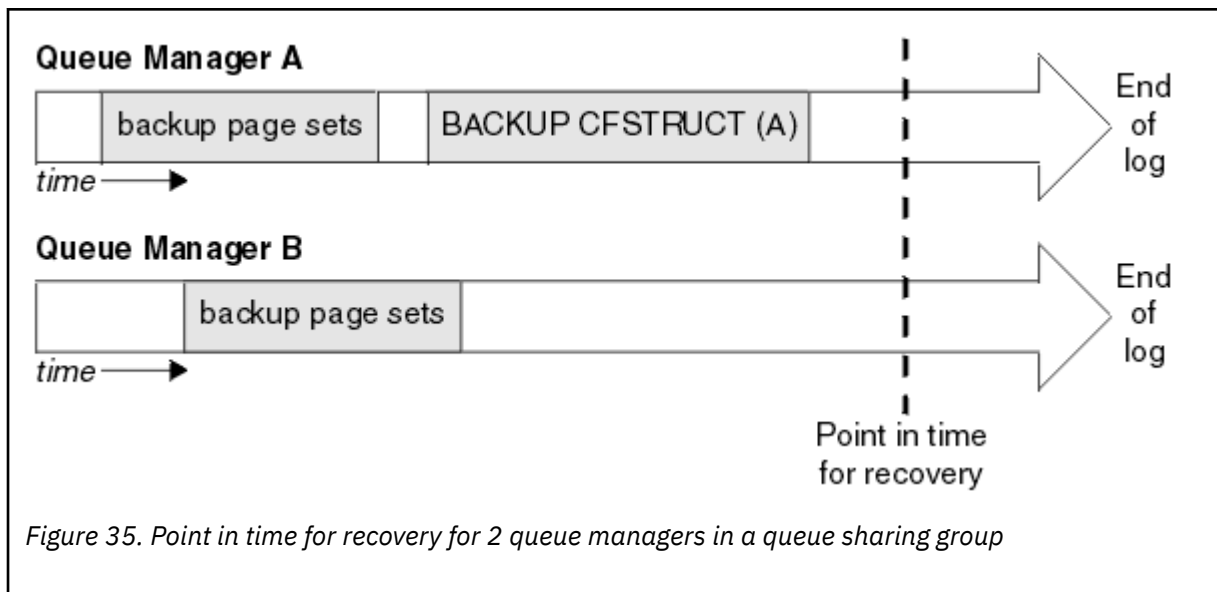 Queue Manager A
backup page sets
BACKUP CFSTRUCT (A)
End
of
log
time
Queue Manager B
backup page sets
End
of
log
time
Point in time
for recovery
Figure 35. Point in time for recovery for 2 queue managers in a queue sharing group